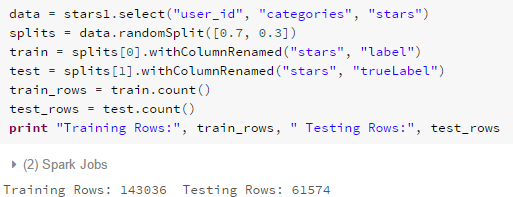 data = stars1.select("user_id", "categories", "stars")
splits = data.randomSplit([0.7, 0.3])
train = splits[0].withColumnRenamed("stars", "label")
test = splits[1].withColumnRenamed("stars", "trueLabel")
train_rows = train.count()
test_rows = test.count()
print "Training Rows:", train_rows, " Testing Rows:", test_rows
(2) Spark Jobs
Training Rows: 143036  Testing Rows: 61574